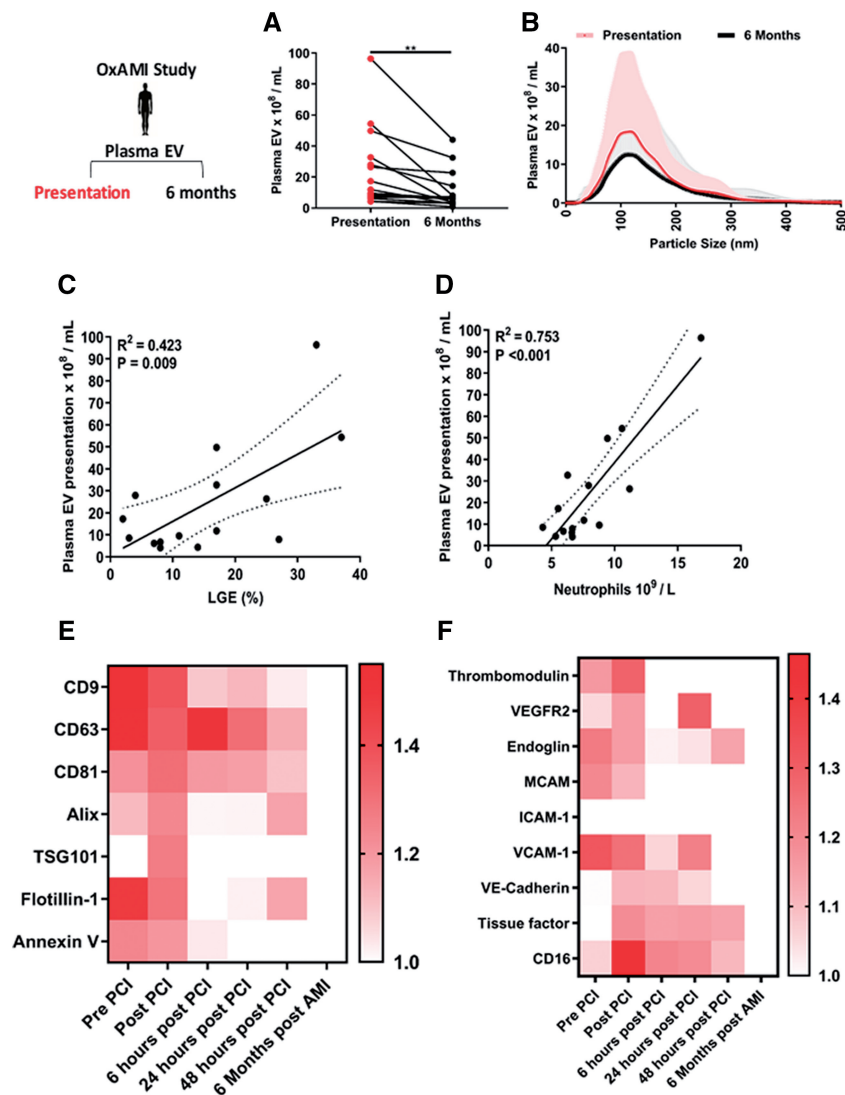 OxAMI Study
Plasma EV
Presentation 6 months
A
Plasma EV x 10⁸ / mL
100
80
60
40
20
0
**
Presentation 6 Months
B
Presentation 6 Months
Plasma EV x 10⁸ / mL
40
30
20
10
0
0 100 200 300 400 500
Particle Size (nm)
C
Plasma EV presentation x 10⁸ / mL
R² = 0.423
P = 0.009
100
90
80
70
60
50
40
30
20
10
0
0 10 20 30 40
LGE (%)
D
Plasma EV presentation x 10⁸ / mL
R² = 0.753
P <0.001
100
90
80
70
60
50
40
30
20
10
0
0 5 10 15 20
Neutrophils 10⁹ / L
E
CD9
CD63
CD81
Alix
TSG101
Flotillin-1
Annexin V
1.4
1.2
1.0
Pre PCI
Post PCI
6 hours post PCI
24 hours post PCI
48 hours post PCI
6 Months post AMI
F
Thrombomodulin
VEGFR2
Endoglin
MCAM
ICAM-1
VCAM-1
VE-Cadherin
Tissue factor
CD16
1.4
1.3
1.2
1.1
1.0
Pre PCI
Post PCI
6 hours post PCI
24 hours post PCI
48 hours post PCI
6 Months post AMI